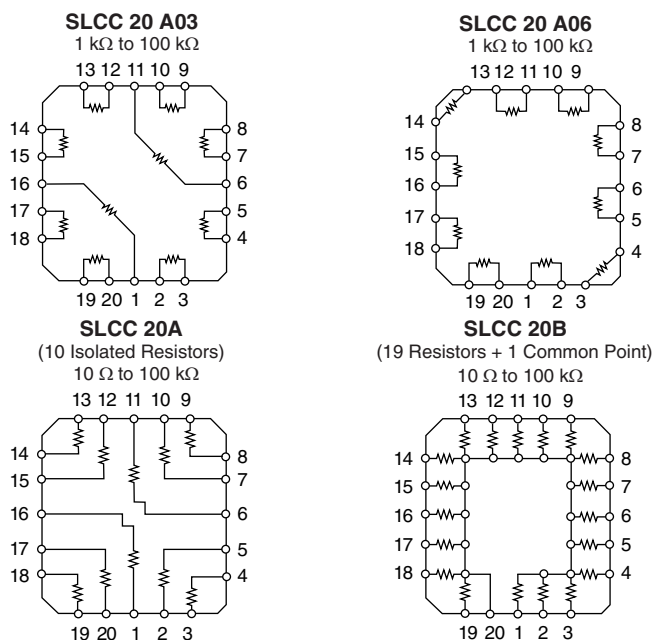 SLCC 20 A03
1 kΩ to 100 kΩ
13 12 11 10 9
14 8
15 7
16 6
17 5
18 4
19 20 1 2 3
SLCC 20 A06
1 kΩ to 100 kΩ
13 12 11 10 9
14 8
15 7
16 6
17 5
18 4
19 20 1 2 3
SLCC 20A
(10 Isolated Resistors)
10 Ω to 100 kΩ
13 12 11 10 9
14 8
15 7
16 6
17 5
18 4
19 20 1 2 3
SLCC 20B
(19 Resistors + 1 Common Point)
10 Ω to 100 kΩ
13 12 11 10 9
14 8
15 7
16 6
17 5
18 4
19 20 1 2 3